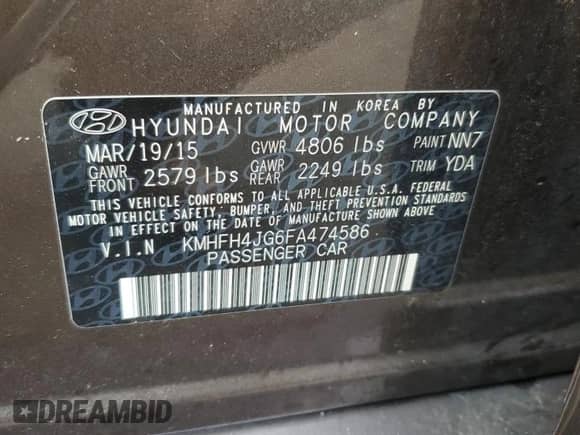 MANUFACTURED IN KOREA BY
HYUNDAI MOTOR COMPANY
MAR/19/15 GVWR 4806 lbs PAINT NN7
GAWR FRONT 2579 lbs GAWR REAR 2249 lbs TRIM YDA
THIS VEHICLE CONFORMS TO ALL APPLICABLE U.S.A. FEDERAL
MOTOR VEHICLE SAFETY, BUMPER, AND THEFT PREVENTION STANDARDS
IN EFFECT ON THE DATE OF MANUFACTURE SHOWN ABOVE.
V.I.N KMHFH4JG6FA474586
PASSENGER CAR
DREAMBID